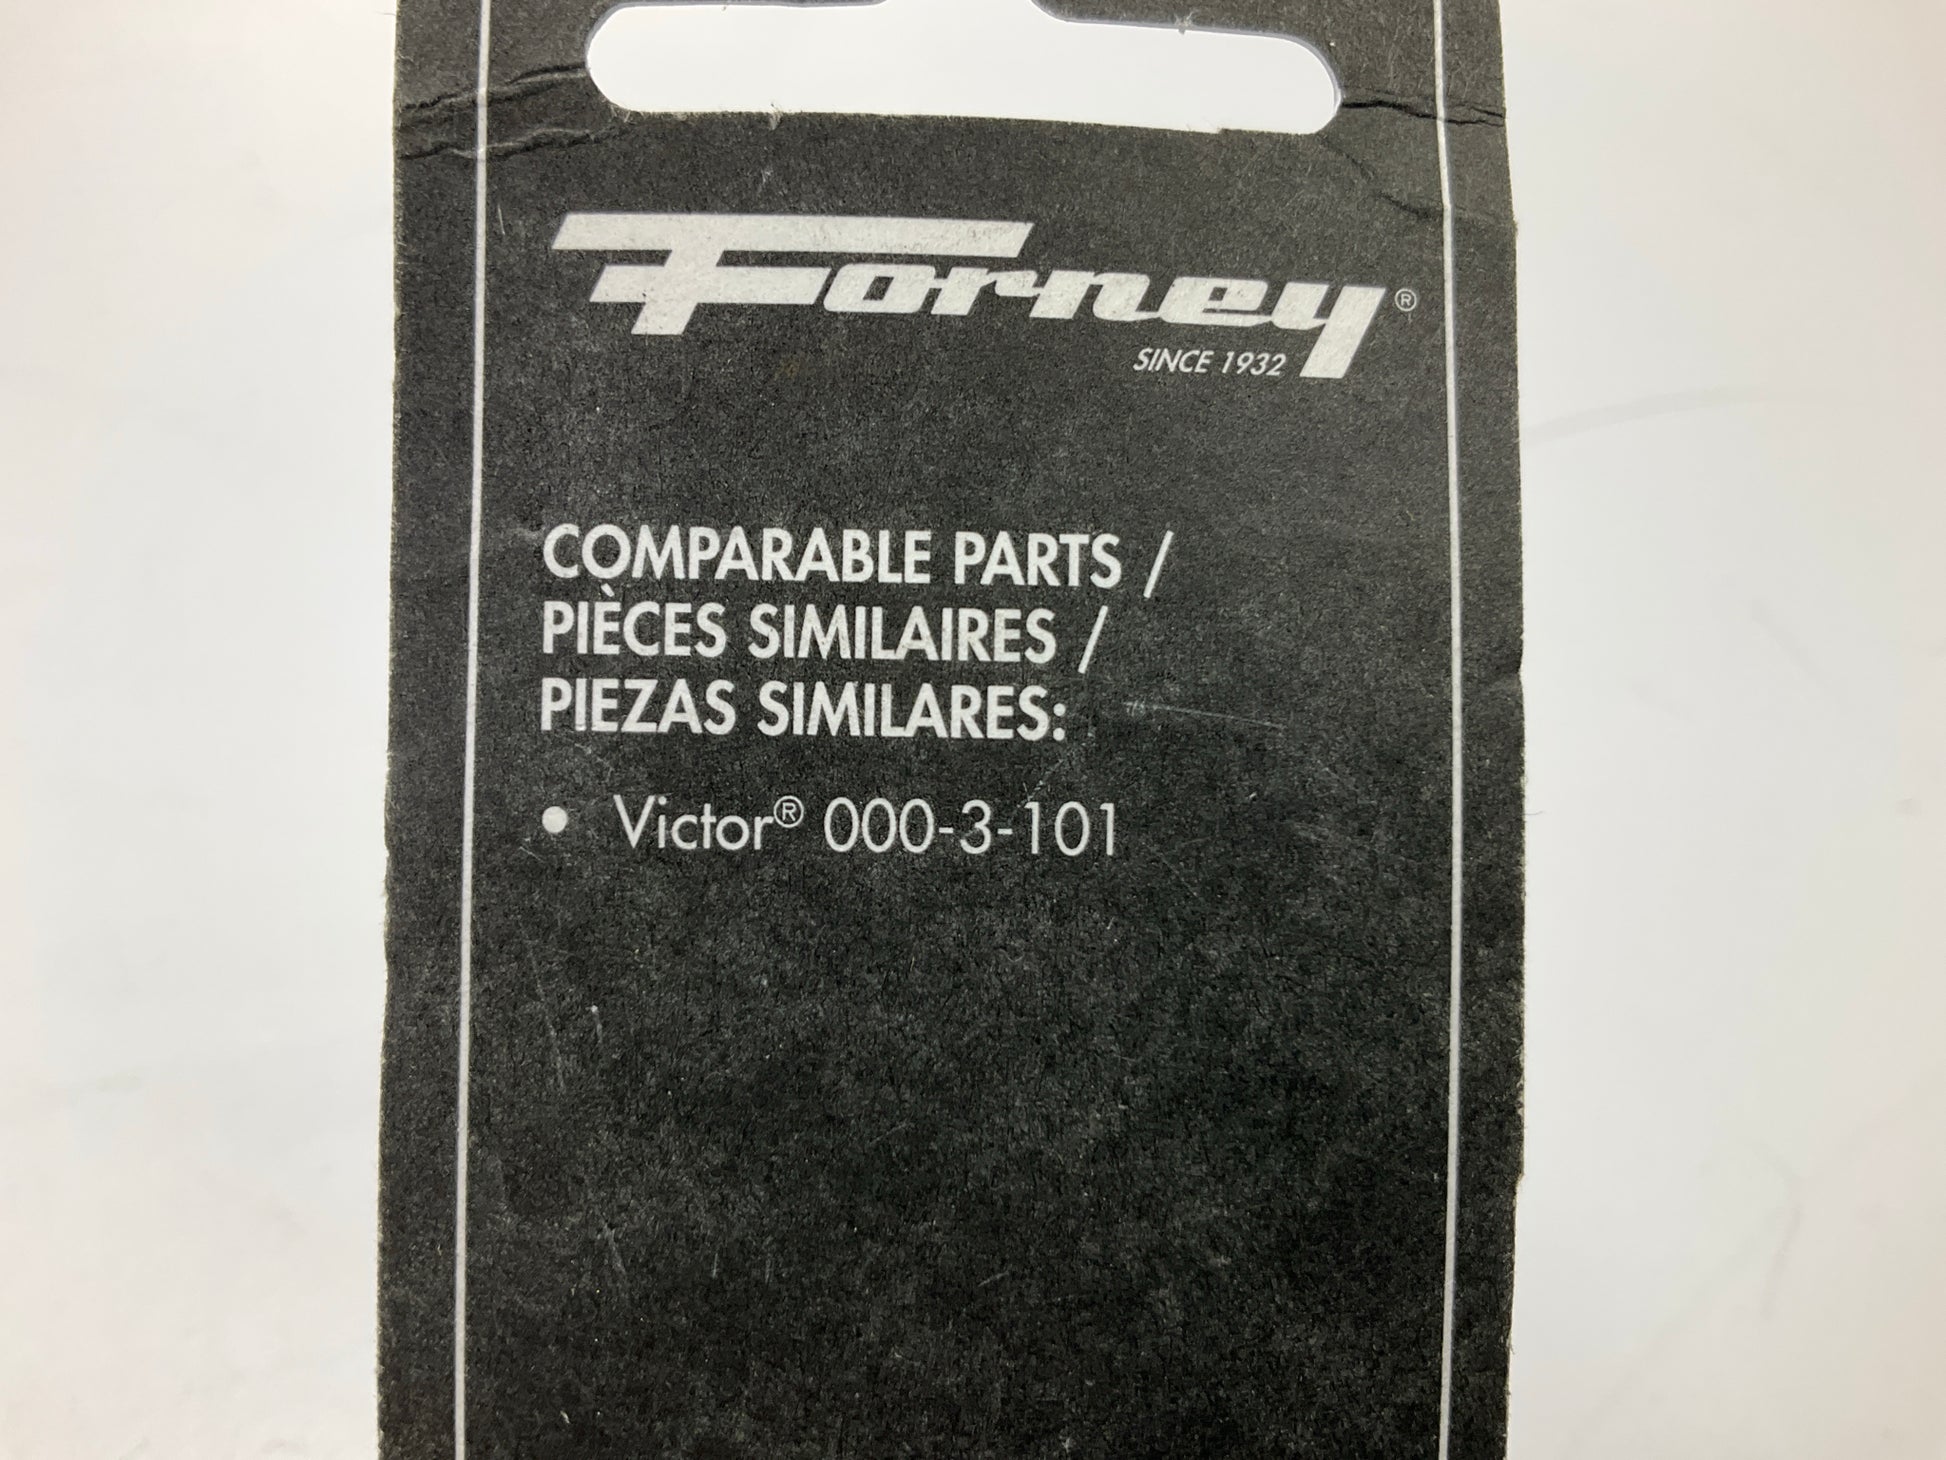 Forney®
SINCE 1932
COMPARABLE PARTS /
PIÈCES SIMILAIRES /
PIEZAS SIMILARES:
• Victor® 000-3-101